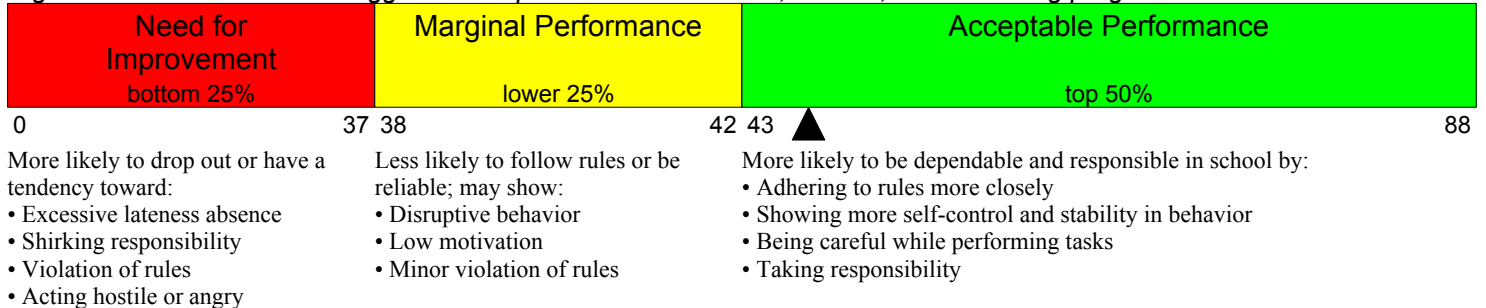 Need for
Improvement
bottom 25%
Marginal Performance
lower 25%
Acceptable Performance
top 50%
0 37 38 42 43 88
More likely to drop out or have a
tendency toward:
• Excessive lateness absence
• Shirking responsibility
• Violation of rules
• Acting hostile or angry
Less likely to follow rules or be
reliable; may show:
• Disruptive behavior
• Low motivation
• Minor violation of rules
More likely to be dependable and responsible in school by:
• Adhering to rules more closely
• Showing more self-control and stability in behavior
• Being careful while performing tasks
• Taking responsibility